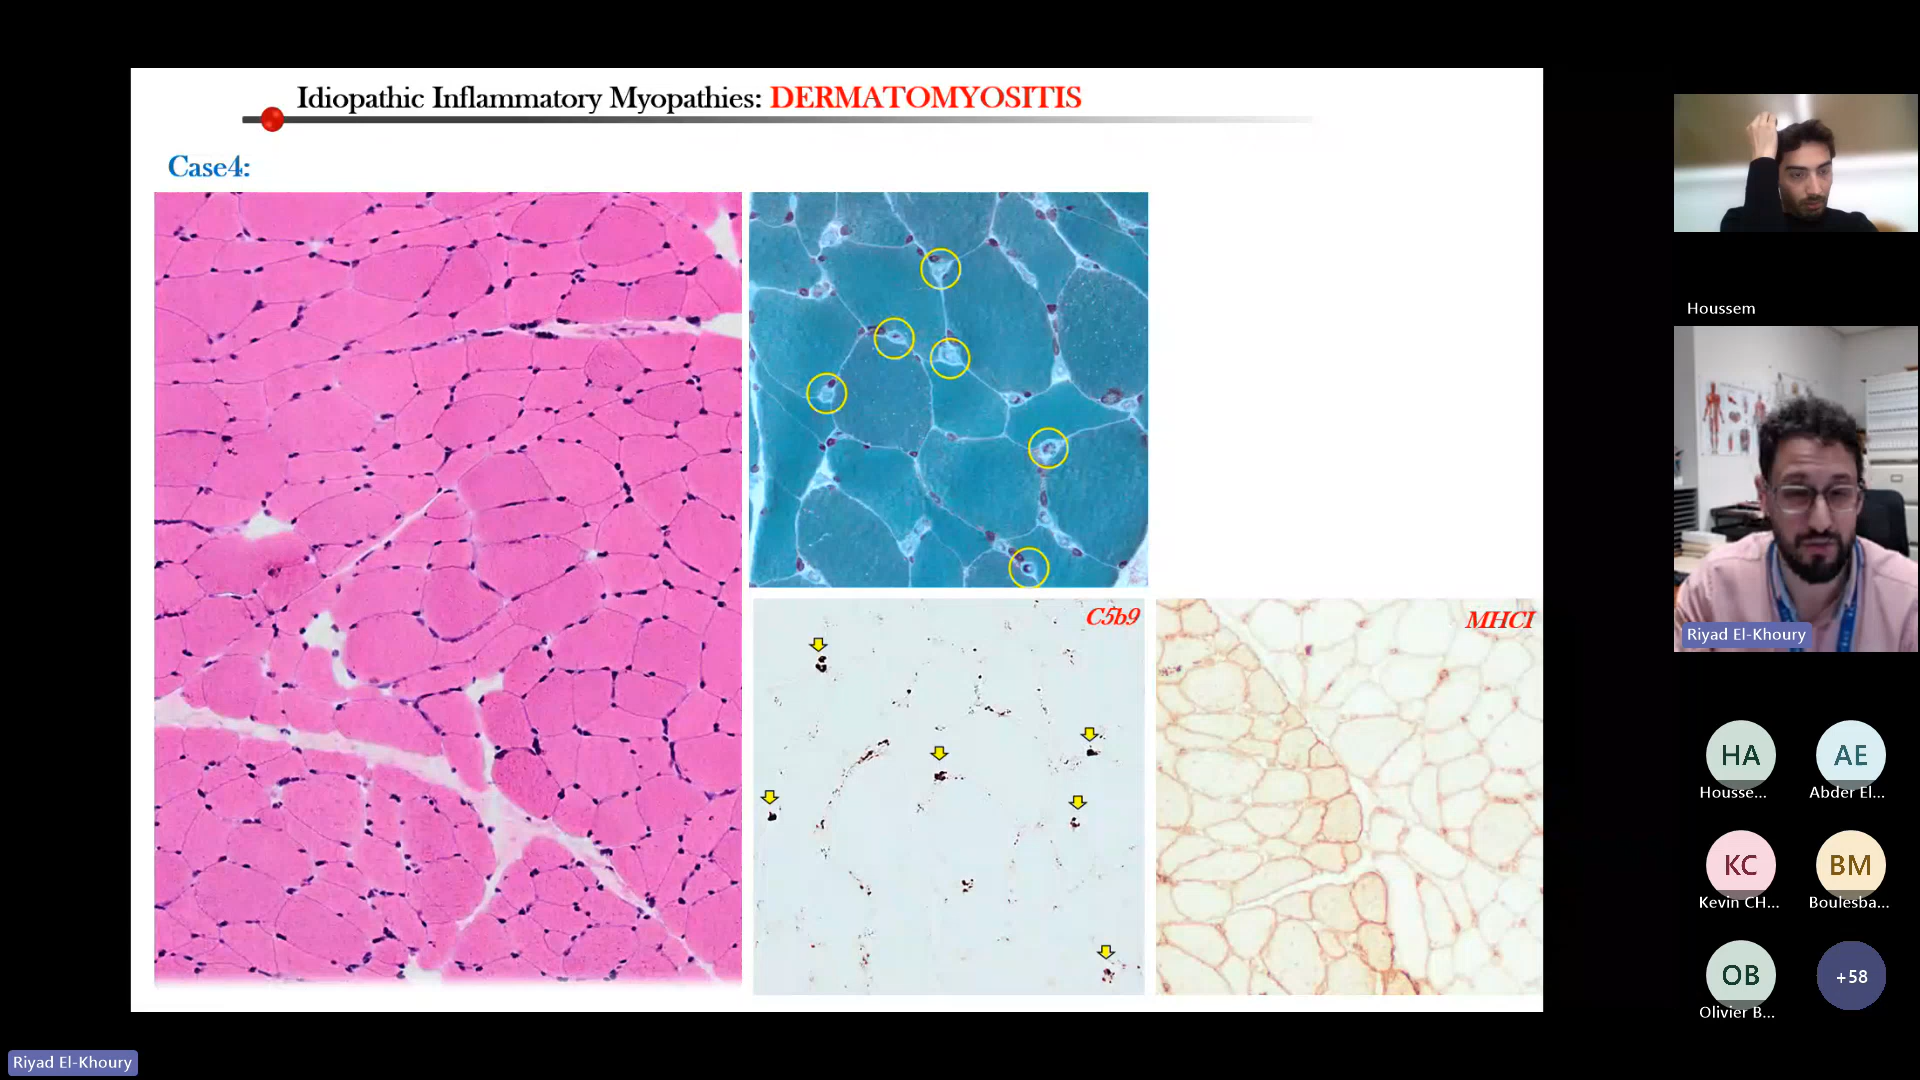 Idiopathic Inflammatory Myopathies: DERMATOMYOSITIS
Case4:
C5b9
MHCI
Houssem
Riyad El-Khoury
HA
AE
Housse...
Abder El...
KC
BM
Kevin CH...
Boulesba...
OB
+58
Olivier B...
Riyad El-Khoury